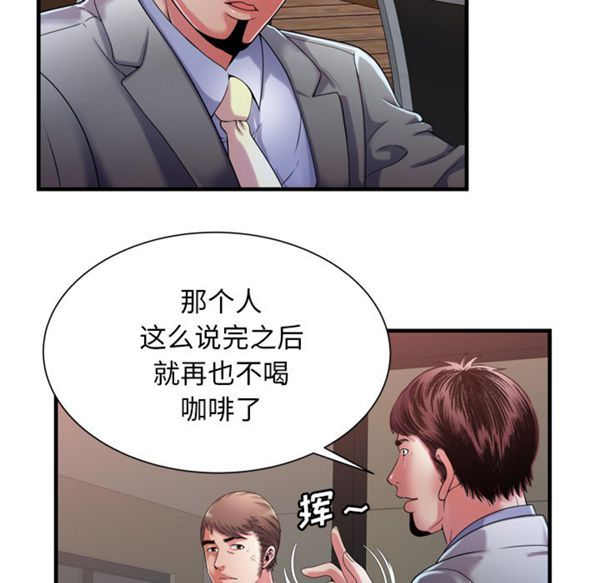 那个人
这么说完之后
就再也不喝
咖啡了
挥~